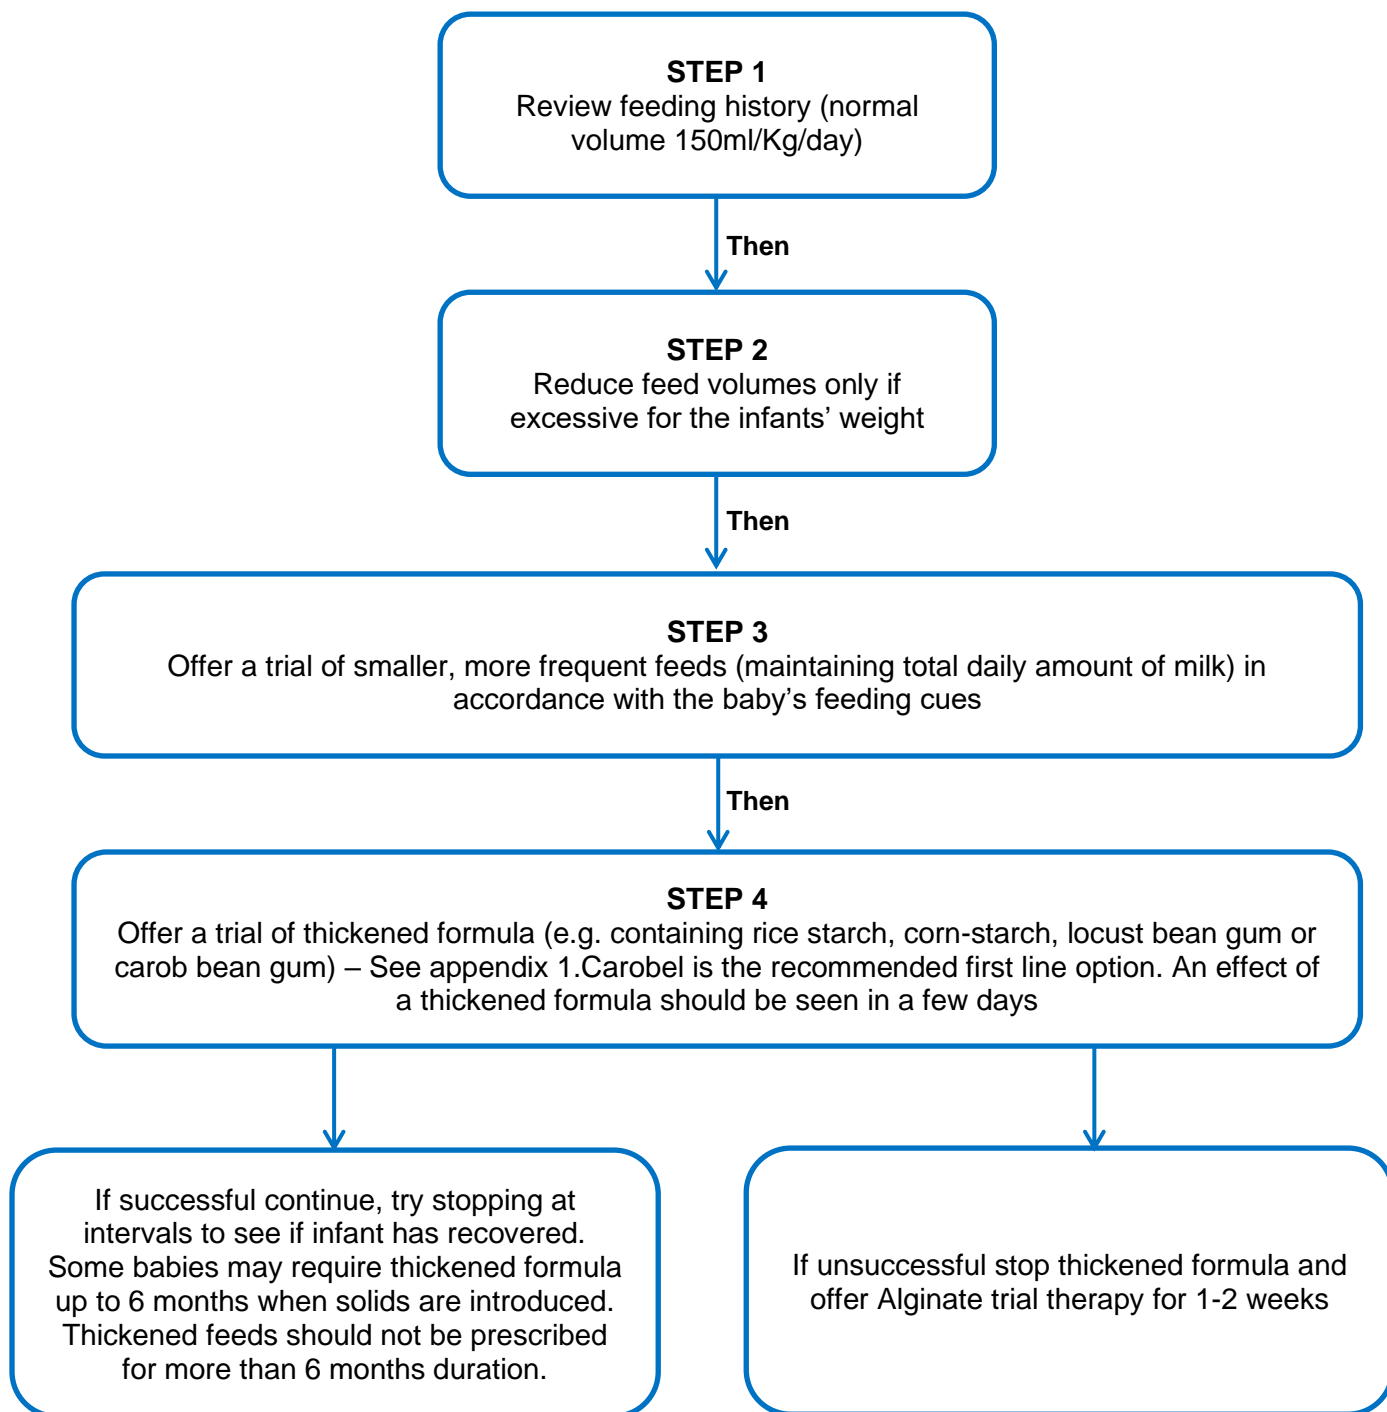 STEP 1
Review feeding history (normal
volume 150ml/Kg/day)
Then
STEP 2
Reduce feed volumes only if
excessive for the infants’ weight
Then
STEP 3
Offer a trial of smaller, more frequent feeds (maintaining total daily amount of milk) in
accordance with the baby’s feeding cues
Then
STEP 4
Offer a trial of thickened formula (e.g. containing rice starch, corn-starch, locust bean gum or
carob bean gum) – See appendix 1.Carobel is the recommended first line option. An effect of
a thickened formula should be seen in a few days
If successful continue, try stopping at
intervals to see if infant has recovered.
Some babies may require thickened formula
up to 6 months when solids are introduced.
Thickened feeds should not be prescribed
for more than 6 months duration.
If unsuccessful stop thickened formula and
offer Alginate trial therapy for 1-2 weeks